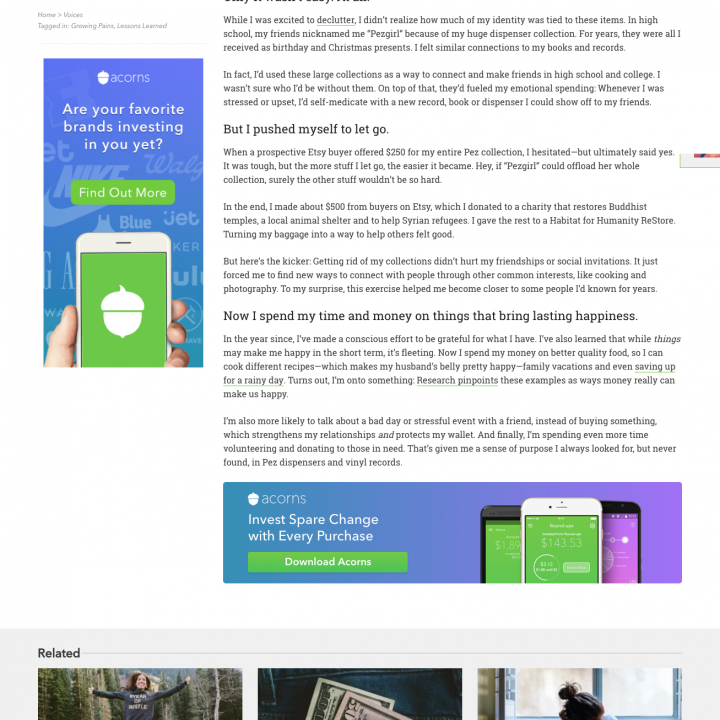 Home > Voices
Tagged in: Growing Pains, Lessons Learned
acorns
Are your favorite
brands investing
in you yet?
Find Out More
NIKE
Blue
jet
While I was excited to declutter, I didn't realize how much of my identity was tied to these items. In high
school, my friends nicknamed me “Pezgirl” because of my huge dispenser collection. For years, they were all I
received as birthday and Christmas presents. I felt similar connections to my books and records.
In fact, I'd used these large collections as a way to connect and make friends in high school and college. I
wasn't sure who I'd be without them. On top of that, they'd fueled my emotional spending: Whenever I was
stressed or upset, I'd self-medicate with a new record, book or dispenser I could show off to my friends.
But I pushed myself to let go.
When a prospective Etsy buyer offered $250 for my entire Pez collection, I hesitated—but ultimately said yes.
It was tough, but the more stuff I let go, the easier it became. Hey, if “Pezgirl” could offload her whole
collection, surely the other stuff wouldn't be so hard.
In the end, I made about $500 from buyers on Etsy, which I donated to a charity that restores Buddhist
temples, a local animal shelter and to help Syrian refugees. I gave the rest to a Habitat for Humanity ReStore.
Turning my baggage into a way to help others felt good.
But here's the kicker: Getting rid of my collections didn't hurt my friendships or social invitations. It just
forced me to find new ways to connect with people through other common interests, like cooking and
photography. To my surprise, this exercise helped me become closer to some people I'd known for years.
Now I spend my time and money on things that bring lasting happiness.
In the year since, I've made a conscious effort to be grateful for what I have. I've also learned that while things
may make me happy in the short term, it's fleeting. Now I spend my money on better quality food, so I can
cook different recipes—which makes my husband's belly pretty happy—family vacations and even saving up
for a rainy day. Turns out, I'm onto something: Research pinpoints these examples as ways money really can
make us happy.
I'm also more likely to talk about a bad day or stressful event with a friend, instead of buying something,
which strengthens my relationships and protects my wallet. And finally, I'm spending even more time
volunteering and donating to those in need. That's given me a sense of purpose I always looked for, but never
found, in Pez dispensers and vinyl records.
acorns
Invest Spare Change
with Every Purchase
Download Acorns
Round ups
$143.53
Related